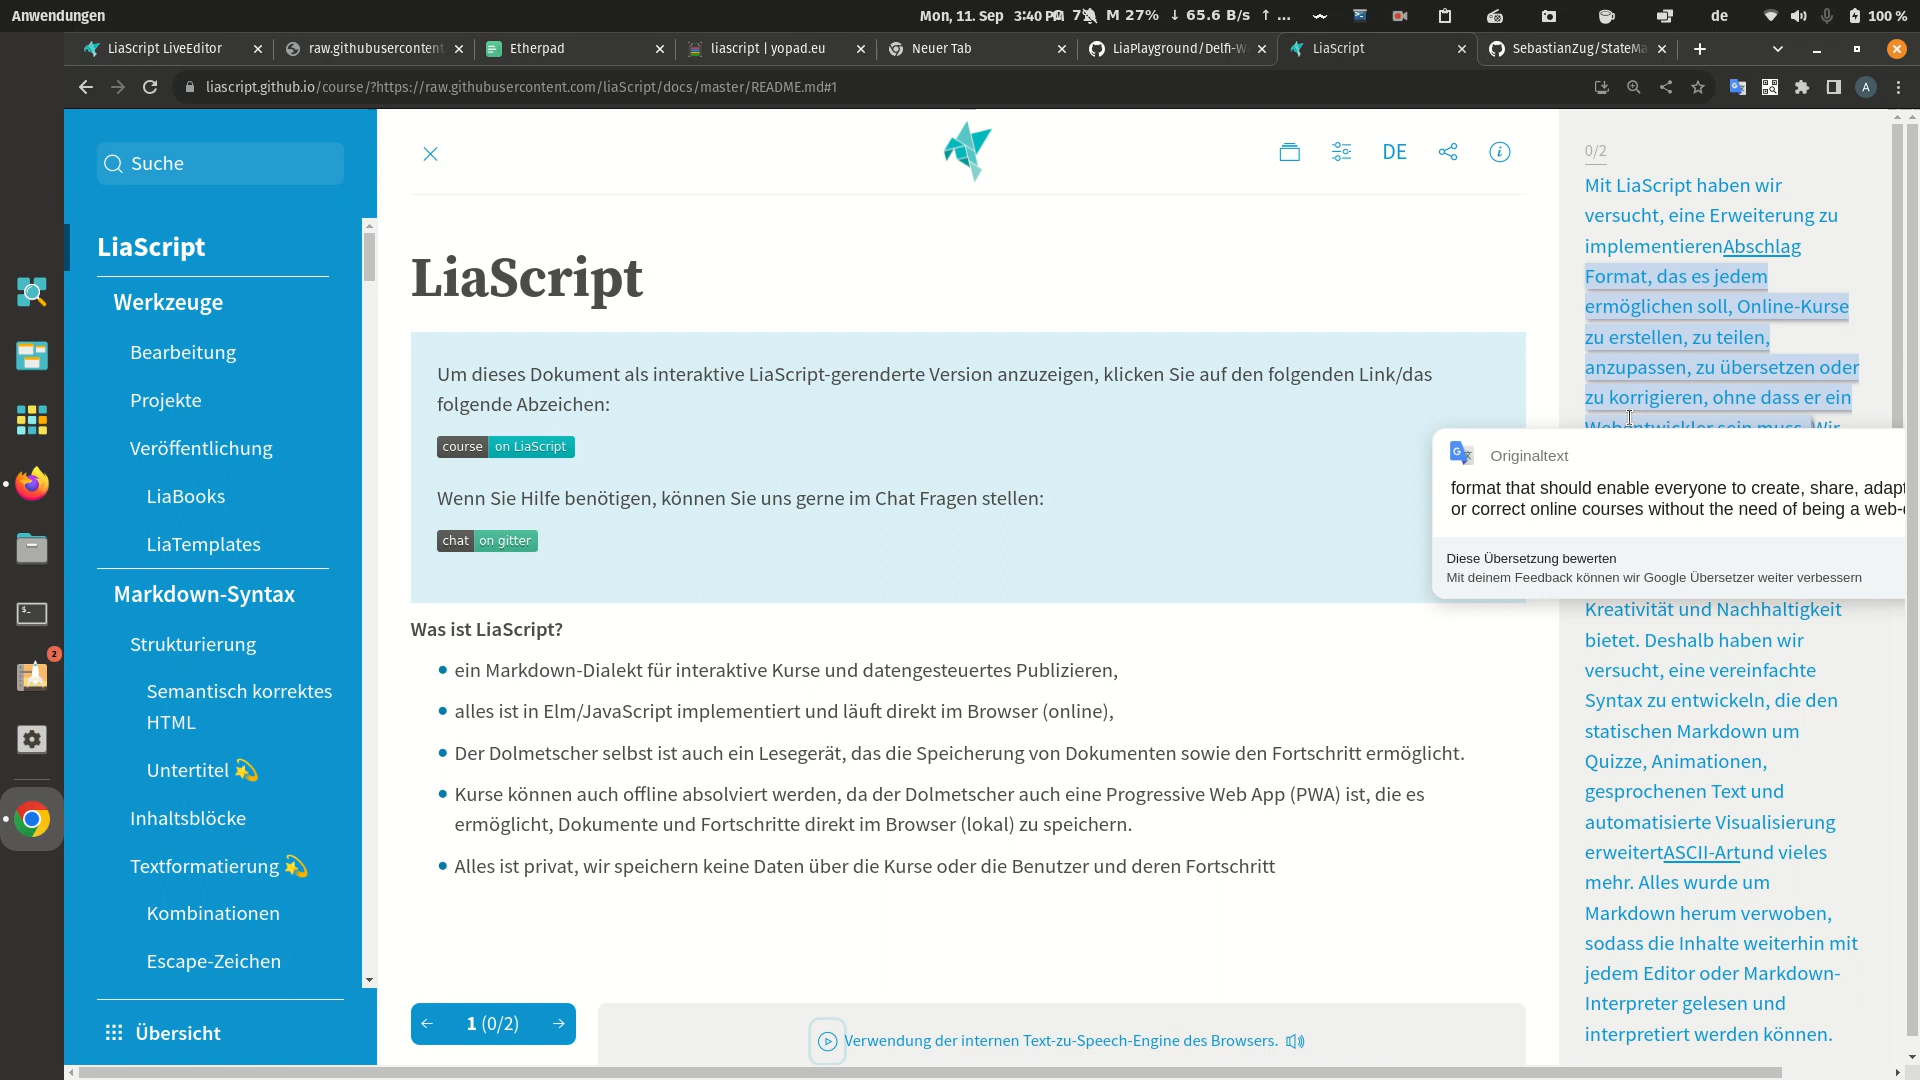 Anwendungen
Mon, 11. Sep 3:40 PM
M 27% ↓ 65.6 B/s ↑ ...
de
100 %
LiaScript LiveEditor
raw.githubusercontent
Etherpad
liascript | yopad.eu
Neuer Tab
LiaPlayground/Delfi-W
LiaScript
SebastianZug/StateMa
liascript.github.io/course/?https://raw.githubusercontent.com/liaScript/docs/master/README.md#1
A
Suche
LiaScript
Werkzeuge
Bearbeitung
Projekte
Veröffentlichung
LiaBooks
LiaTemplates
Markdown-Syntax
Strukturierung
Semantisch korrektes
HTML
Untertitel 💫
Inhaltsblöcke
Textformatierung 💫
Kombinationen
Escape-Zeichen
Übersicht
DE
LiaScript
Um dieses Dokument als interaktive LiaScript-gerenderte Version anzuzeigen, klicken Sie auf den folgenden Link/das
folgende Abzeichen:
course on LiaScript
Wenn Sie Hilfe benötigen, können Sie uns gerne im Chat Fragen stellen:
chat on gitter
Was ist LiaScript?
ein Markdown-Dialekt für interaktive Kurse und datengesteuertes Publizieren,
alles ist in Elm/JavaScript implementiert und läuft direkt im Browser (online),
Der Dolmetscher selbst ist auch ein Lesegerät, das die Speicherung von Dokumenten sowie den Fortschritt ermöglicht.
Kurse können auch offline absolviert werden, da der Dolmetscher auch eine Progressive Web App (PWA) ist, die es
ermöglicht, Dokumente und Fortschritte direkt im Browser (lokal) zu speichern.
Alles ist privat, wir speichern keine Daten über die Kurse oder die Benutzer und deren Fortschritt
← 1 (0/2) →
Verwendung der internen Text-zu-Speech-Engine des Browsers.
0/2
Mit LiaScript haben wir
versucht, eine Erweiterung zu
implementierenAbschlag
Format, das es jedem
ermöglichen soll, Online-Kurse
zu erstellen, zu teilen,
anzupassen, zu übersetzen oder
zu korrigieren, ohne dass er ein
Webentwickler sein muss. Wir
Originaltext
format that should enable everyone to create, share, adapt
or correct online courses without the need of being a web-
Diese Übersetzung bewerten
Mit deinem Feedback können wir Google Übersetzer weiter verbessern
Kreativität und Nachhaltigkeit
bietet. Deshalb haben wir
versucht, eine vereinfachte
Syntax zu entwickeln, die den
statischen Markdown um
Quizze, Animationen,
gesprochenen Text und
automatisierte Visualisierung
erweitertASCII-Artund vieles
mehr. Alles wurde um
Markdown herum verwoben,
sodass die Inhalte weiterhin mit
jedem Editor oder Markdown-
Interpreter gelesen und
interpretiert werden können.